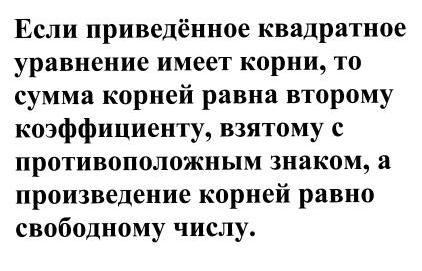 Если приведённое квадратное
уравнение имеет корни, то
сумма корней равна второму
коэффициенту, взятому с
противоположным знаком, а
произведение корней равно
свободному числу.